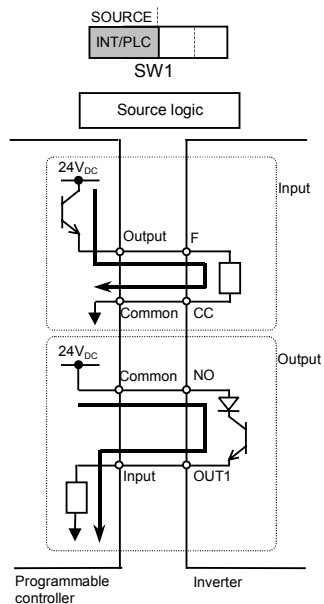 SOURCE
INT/PLC
SW1
Source logic
24VDC
Input
Output
F
Common
CC
24VDC
Output
Common
NO
Input
OUT1
Programmable
controller
Inverter